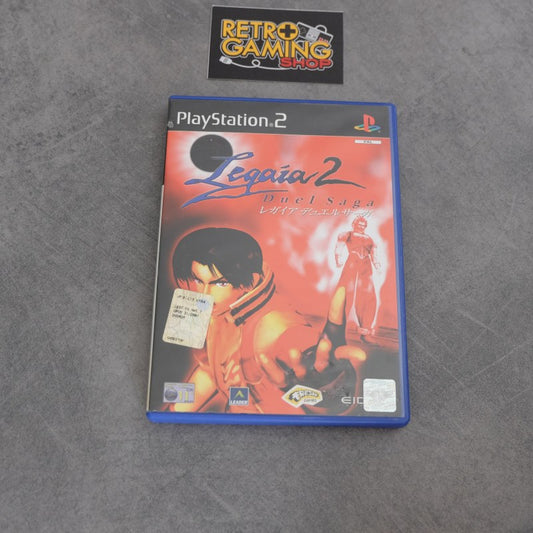 RETRO
GAMING
SHOP
PlayStation®2
PAL
Legaia 2
Duel Saga
レガイア デュエル サーガ
LEADER